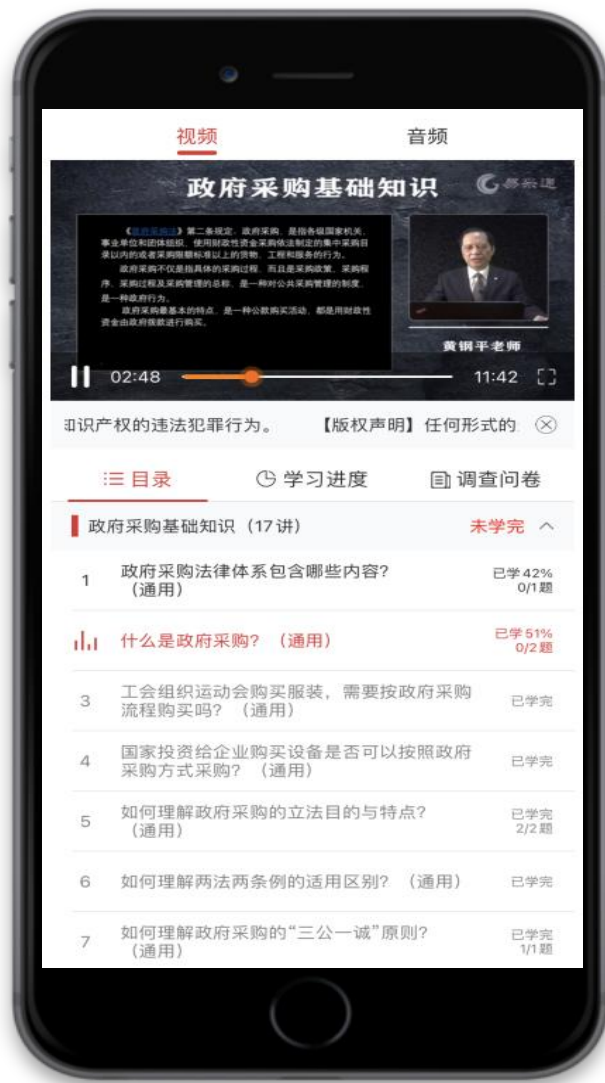 视频
音频
政府采购基础知识
《政府采购法》第二条规定，政府采购，是指各级国家机关、
事业单位和团体组织，使用财政性资金采购依法制定的集中采购目
录以内的或者采购限额标准以上的货物、工程和服务的行为。
政府采购不仅是指具体的采购过程，而且是采购政策、采购程
序、采购过程及采购管理的总称，是一种对公共采购管理的制度，
是一种政府行为。
政府采购最基本的特点，是一种公款购买活动，都是用财政性
资金由政府拨款进行购买。
黄钢平老师
02:48
11:42
知识产权的违法犯罪行为。 【版权声明】任何形式的
目录
学习进度
调查问卷
政府采购基础知识（17讲）
未学完
1
政府采购法律体系包含哪些内容？
（通用）
已学42%
0/1题
什么是政府采购？（通用）
已学51%
0/2题
3
工会组织运动会购买服装，需要按政府采购
流程购买吗？（通用）
已学完
4
国家投资给企业购买设备是否可以按照政府
采购方式采购？（通用）
已学完
5
如何理解政府采购的立法目的与特点？
（通用）
已学完
2/2题
6
如何理解两法两条例的适用区别？（通用）
已学完
7
如何理解政府采购的“三公一诚”原则？
（通用）
已学完
1/1题